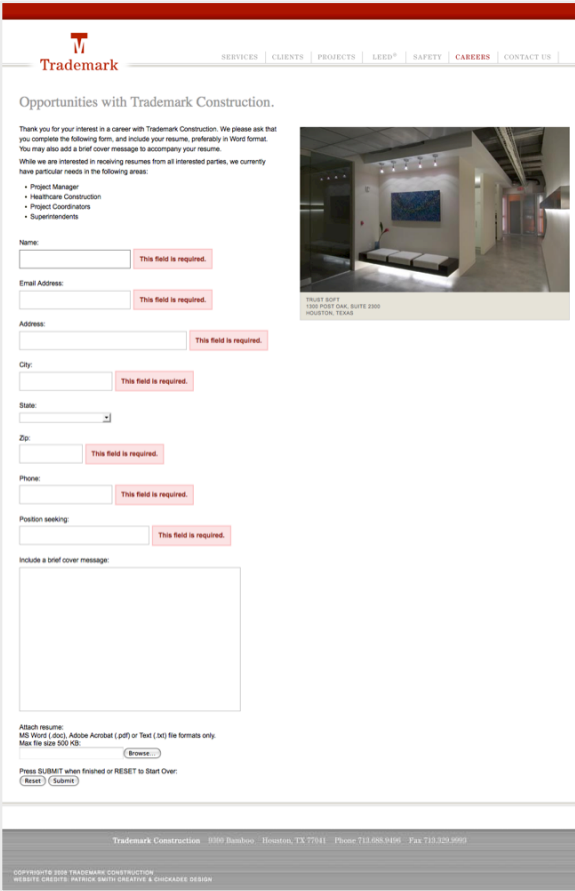 Trademark
SERVICES CLIENTS PROJECTS LEED® SAFETY CAREERS CONTACT US
Opportunities with Trademark Construction.
Thank you for your interest in a career with Trademark Construction. We please ask that
you complete the following form, and include your resume, preferably in Word format.
You may also add a brief cover message to accompany your resume.
While we are interested in receiving resumes from all interested parties, we currently
have particular needs in the following areas:
• Project Manager
• Healthcare Construction
• Project Coordinators
• Superintendents
TRUST SOFT
1300 POST OAK, SUITE 2300
HOUSTON, TEXAS
Name:
This field is required.
Email Address:
This field is required.
Address:
This field is required.
City:
This field is required.
State:
Zip:
This field is required.
Phone:
This field is required.
Position seeking:
This field is required.
Include a brief cover message:
Attach resume:
MS Word (.doc), Adobe Acrobat (.pdf) or Text (.txt) file formats only.
Max file size 500 KB:
Browse...
Press SUBMIT when finished or RESET to Start Over:
Reset Submit
Trademark Construction Bamboo Houston, TX 77041 Phone Fax
COPYRIGHT© 2009 TRADEMARK CONSTRUCTION
WEBSITE CREDITS: PATRICK SMITH CREATIVE & CHICKADEE DESIGN